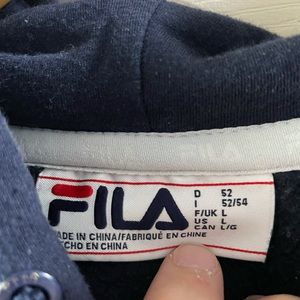 FILA
D 52
I 52/54
F/UK L
US L
CAN L/G
MADE IN CHINA/FABRIQUÉ EN CHINE
HECHO EN CHINA